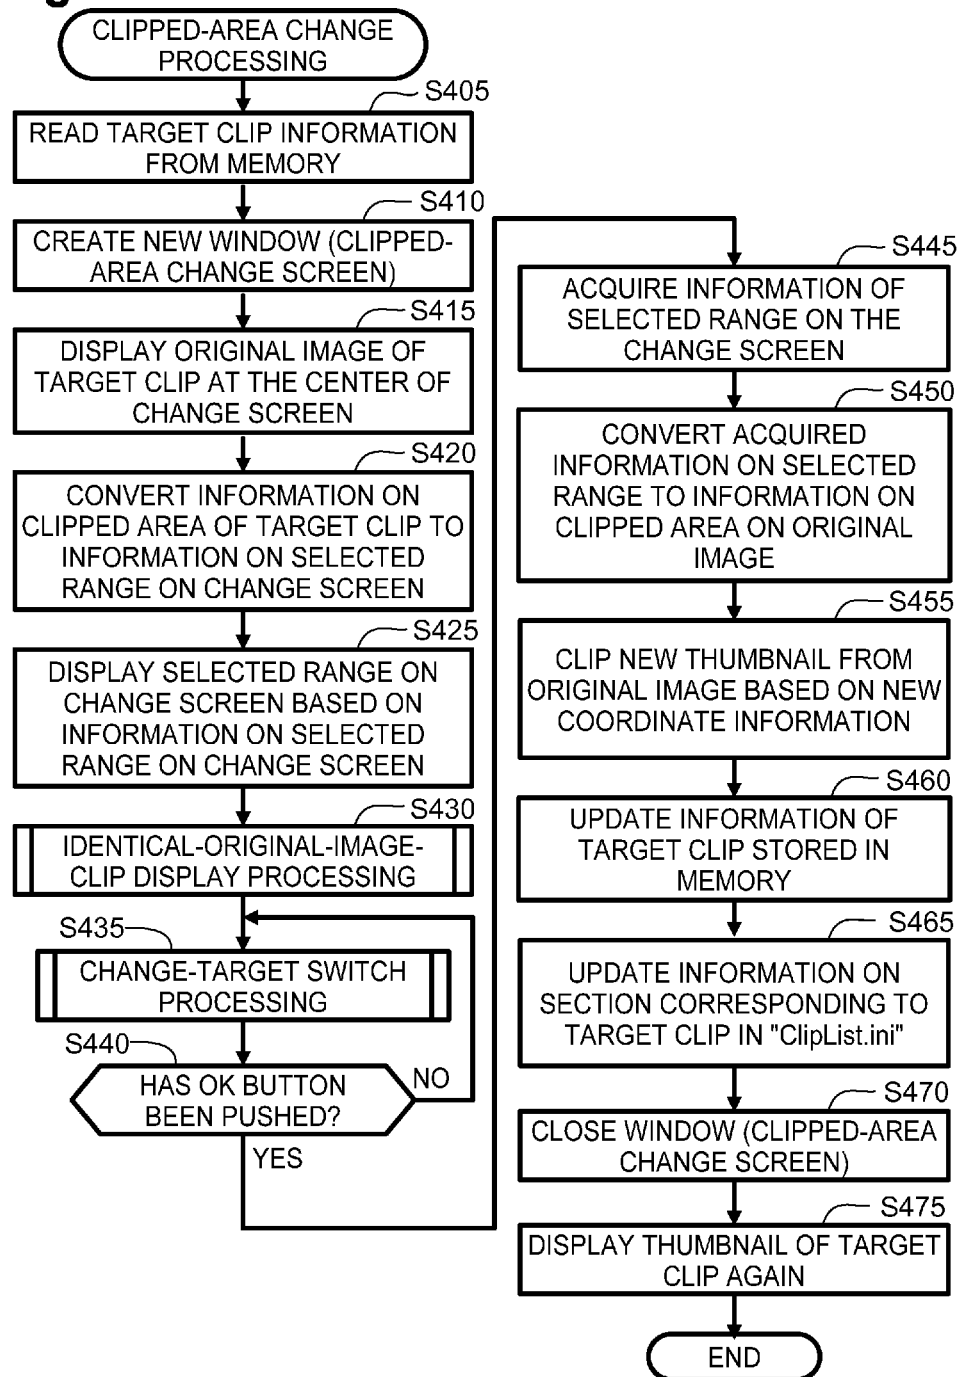 CLIPPED-AREA CHANGE
PROCESSING
S405
READ TARGET CLIP INFORMATION
FROM MEMORY
S410
CREATE NEW WINDOW (CLIPPED-
AREA CHANGE SCREEN)
S415
DISPLAY ORIGINAL IMAGE OF
TARGET CLIP AT THE CENTER OF
CHANGE SCREEN
S420
CONVERT INFORMATION ON
CLIPPED AREA OF TARGET CLIP TO
INFORMATION ON SELECTED
RANGE ON CHANGE SCREEN
S425
DISPLAY SELECTED RANGE ON
CHANGE SCREEN BASED ON
INFORMATION ON SELECTED
RANGE ON CHANGE SCREEN
S430
IDENTICAL-ORIGINAL-IMAGE-
CLIP DISPLAY PROCESSING
S435
CHANGE-TARGET SWITCH
PROCESSING
S440
HAS OK BUTTON
BEEN PUSHED?
NO
YES
S445
ACQUIRE INFORMATION OF
SELECTED RANGE ON THE
CHANGE SCREEN
S450
CONVERT ACQUIRED
INFORMATION ON SELECTED
RANGE TO INFORMATION ON
CLIPPED AREA ON ORIGINAL
IMAGE
S455
CLIP NEW THUMBNAIL FROM
ORIGINAL IMAGE BASED ON NEW
COORDINATE INFORMATION
S460
UPDATE INFORMATION OF
TARGET CLIP STORED IN
MEMORY
S465
UPDATE INFORMATION ON
SECTION CORRESPONDING TO
TARGET CLIP IN "ClipList.ini"
S470
CLOSE WINDOW (CLIPPED-AREA
CHANGE SCREEN)
S475
DISPLAY THUMBNAIL OF TARGET
CLIP AGAIN
END